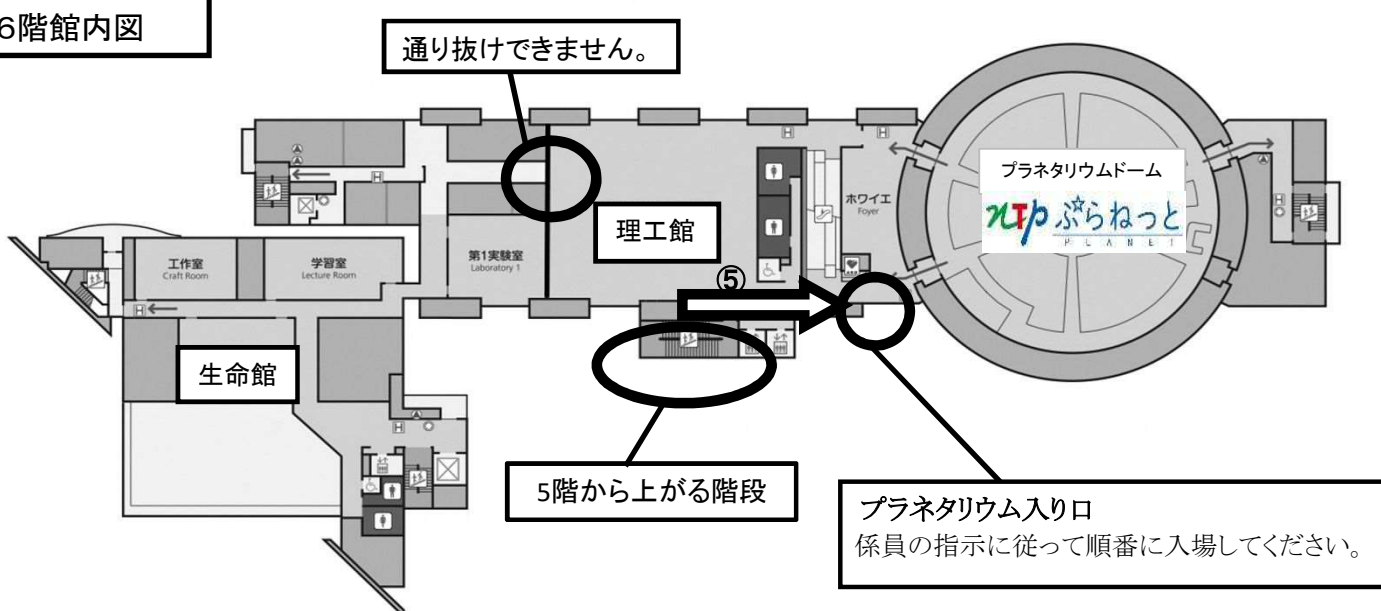 6階館内図
通り抜けできません。
プラネタリウムドーム
NTPぷらねっと
PLANET
ホワイエ
Foyer
理工館
第1実験室
Laboratory 1
工作室
Craft Room
学習室
Lecture Room
⑤
生命館
5階から上がる階段
プラネタリウム入り口
係員の指示に従って順番に入場してください。